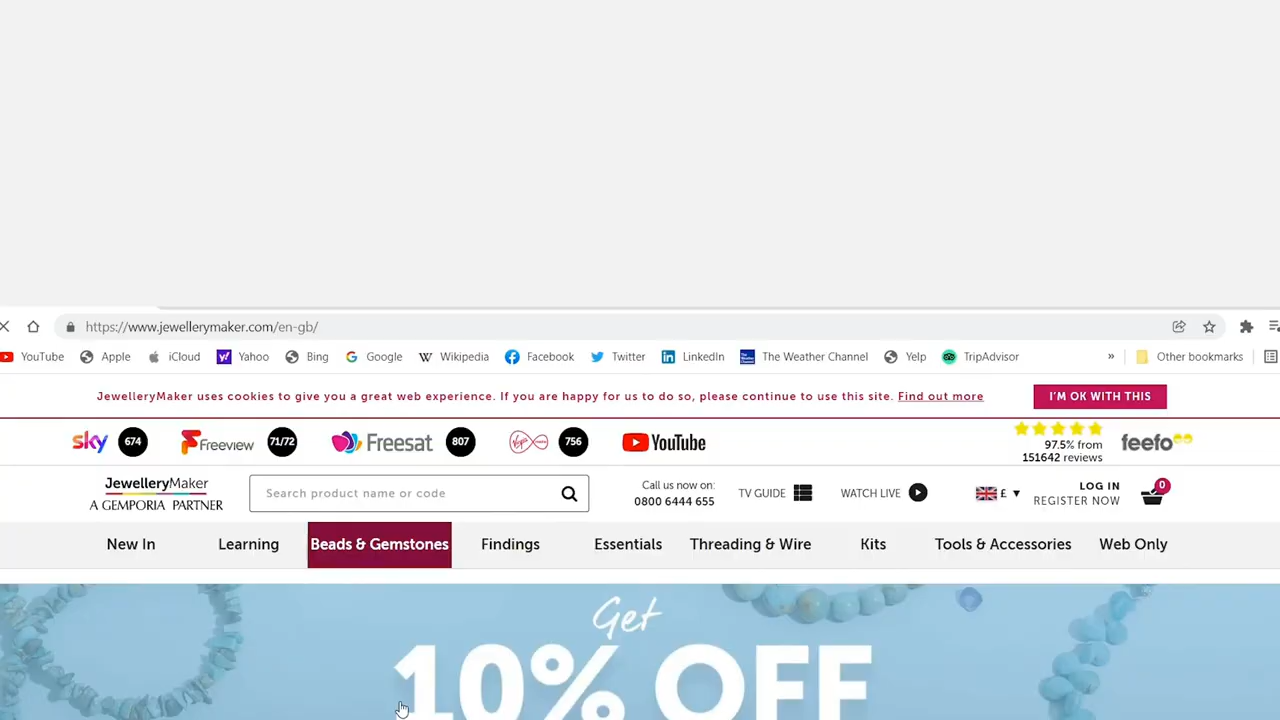 https://www.jewellerymaker.com/en-gb/
YouTube Apple iCloud Yahoo Bing Google Wikipedia Facebook Twitter LinkedIn The Weather Channel Yelp TripAdvisor » Other bookmarks
JewelleryMaker uses cookies to give you a great web experience. If you are happy for us to do so, please continue to use this site. Find out more I'M OK WITH THIS
sky 674 Freeview 71/72 Freesat 807 Virgin media 756 YouTube 97.5% from feefo
151642 reviews
JewelleryMaker
A GEMPORIA PARTNER
Search product name or code
Call us now on:
0800 6444 655
TV GUIDE WATCH LIVE £ ▼
LOG IN
REGISTER NOW
0
New In Learning Beads & Gemstones Findings Essentials Threading & Wire Kits Tools & Accessories Web Only
Get
10% OFF